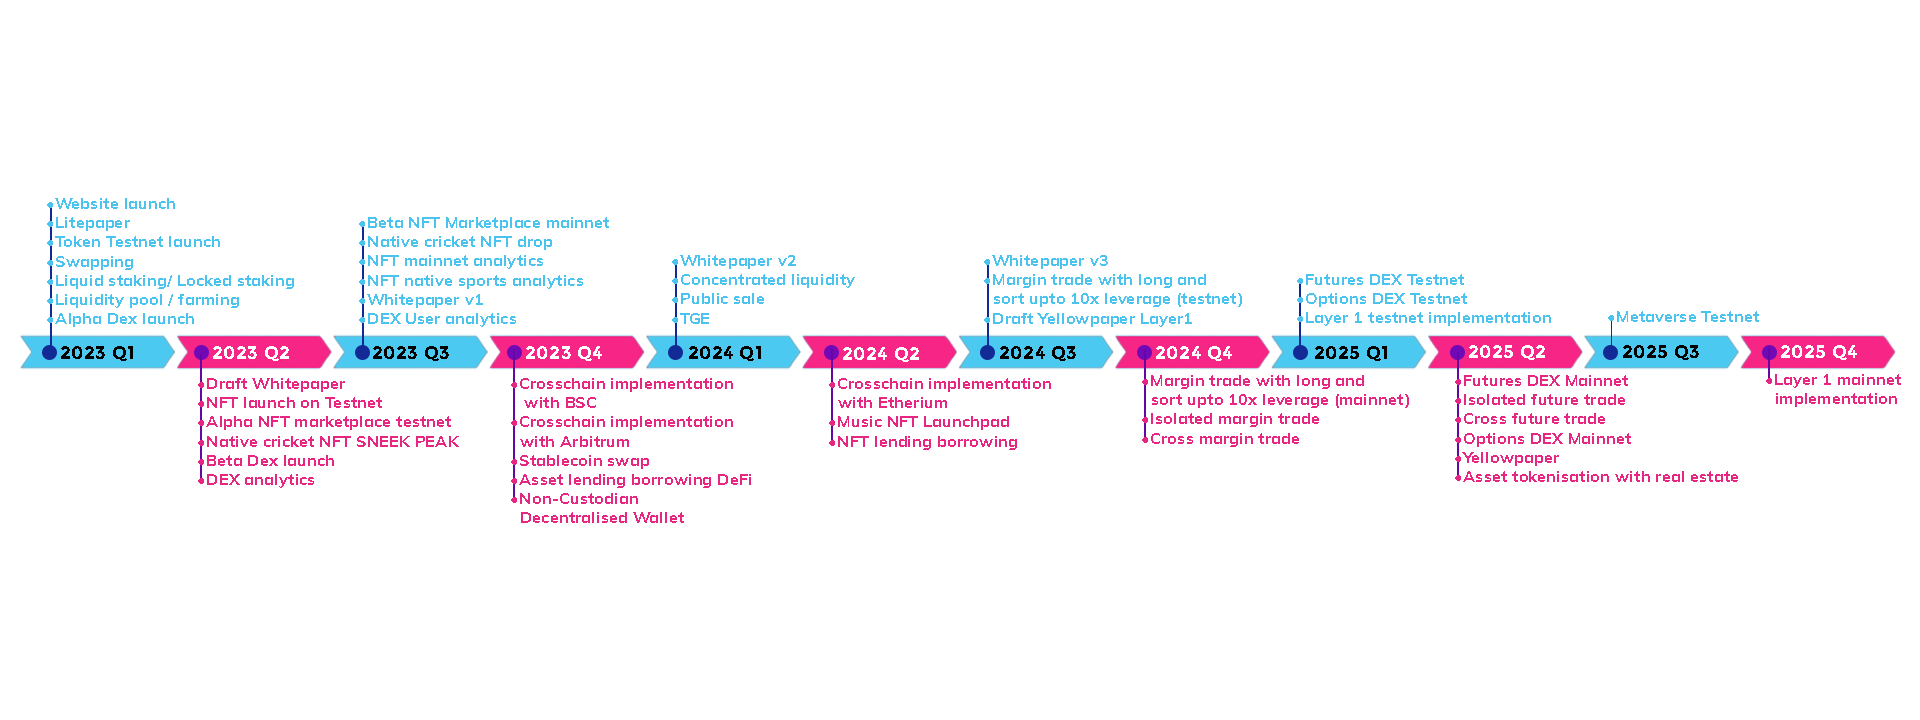 Website launch
Litepaper
Token Testnet launch
Swapping
Liquid staking/ Locked staking
Liquidity pool / farming
Alpha Dex launch
2023 Q1
2023 Q2
Draft Whitepaper
NFT launch on Testnet
Alpha NFT marketplace testnet
Native cricket NFT SNEEK PEAK
Beta Dex launch
DEX analytics
Beta NFT Marketplace mainnet
Native cricket NFT drop
NFT mainnet analytics
NFT native sports analytics
Whitepaper v1
DEX User analytics
2023 Q3
2023 Q4
Crosschain implementation
with BSC
Crosschain implementation
with Arbitrum
Stablecoin swap
Asset lending borrowing DeFi
Non-Custodian
Decentralised Wallet
Whitepaper v2
Concentrated liquidity
Public sale
TGE
2024 Q1
2024 Q2
Crosschain implementation
with Etherium
Music NFT Launchpad
NFT lending borrowing
Whitepaper v3
Margin trade with long and
sort upto 10x leverage (testnet)
Draft Yellowpaper Layer1
2024 Q3
2024 Q4
Margin trade with long and
sort upto 10x leverage (mainnet)
Isolated margin trade
Cross margin trade
Futures DEX Testnet
Options DEX Testnet
Layer 1 testnet implementation
2025 Q1
2025 Q2
Futures DEX Mainnet
Isolated future trade
Cross future trade
Options DEX Mainnet
Yellowpaper
Asset tokenisation with real estate
Metaverse Testnet
2025 Q3
2025 Q4
Layer 1 mainnet
implementation